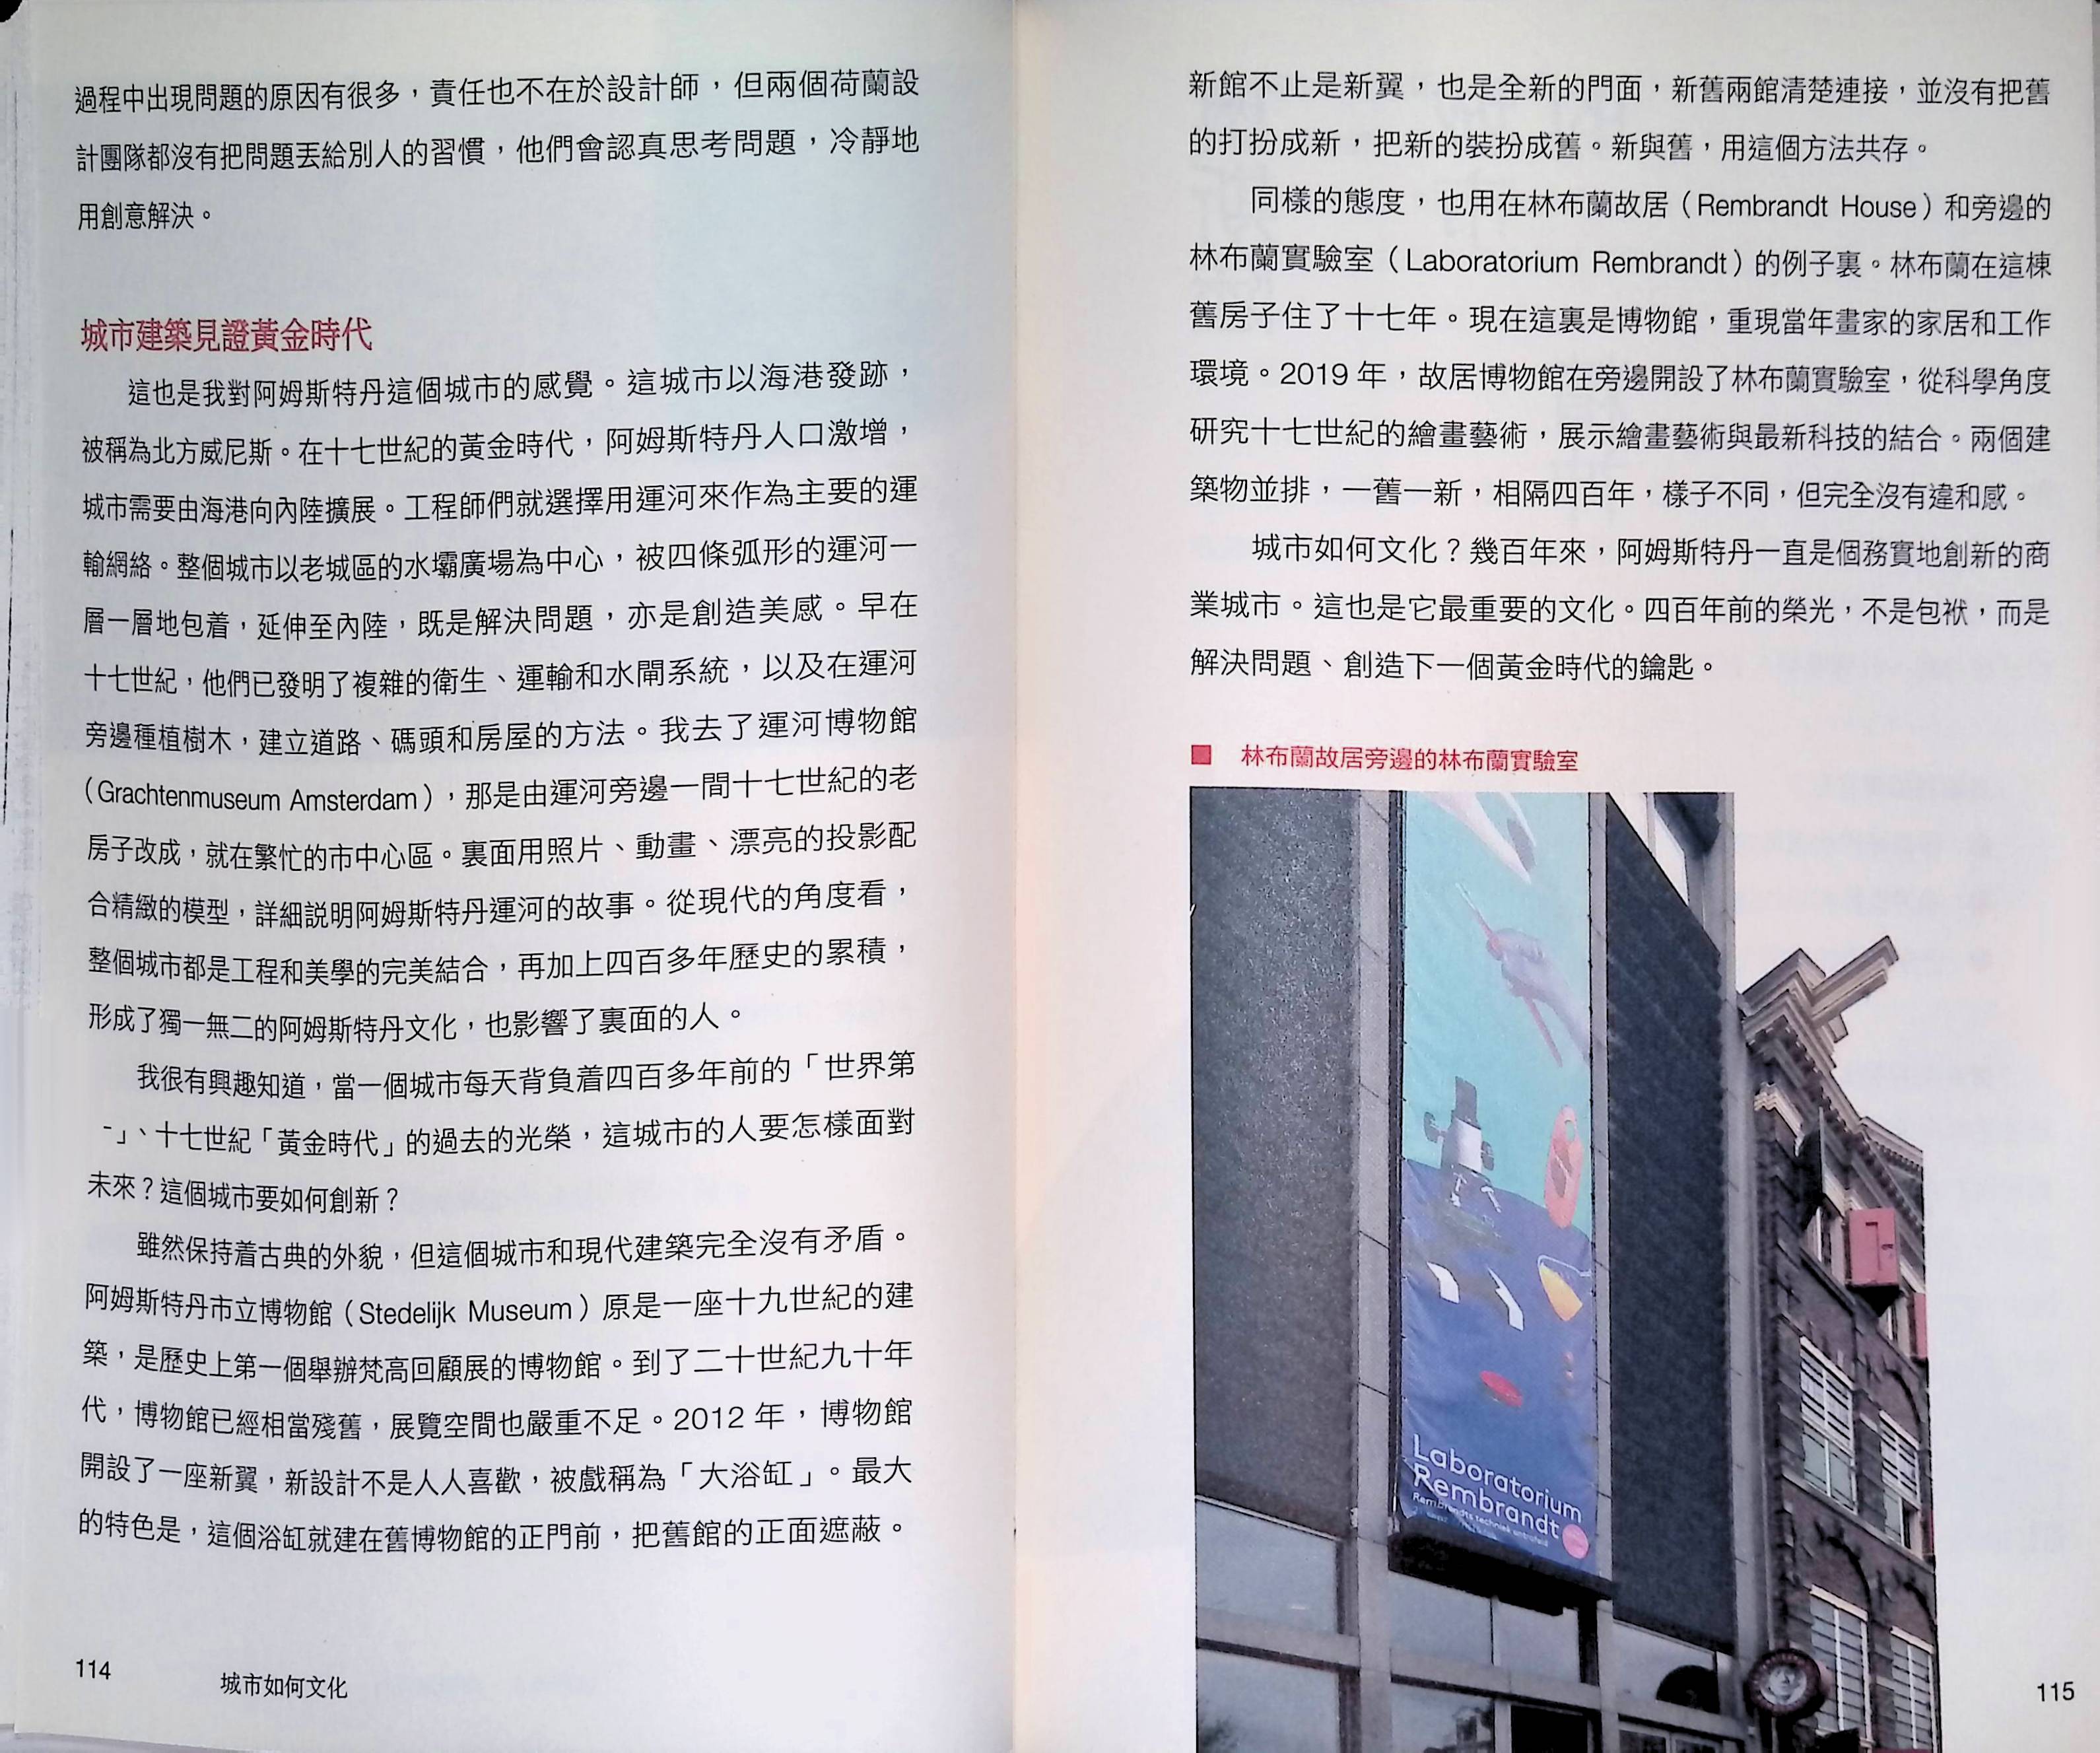 過程中出現問題的原因有很多，責任也不在於設計師，但兩個荷蘭設
計團隊都沒有把問題丟給別人的習慣，他們會認真思考問題，冷靜地
用創意解決。
城市建築見證黃金時代
這也是我對阿姆斯特丹這個城市的感覺。這城市以海港發跡，
被稱為北方威尼斯。在十七世紀的黃金時代，阿姆斯特丹人口激增，
城市需要由海港向內陸擴展。工程師們就選擇用運河來作為主要的運
輸網絡。整個城市以老城區的水壩廣場為中心，被四條弧形的運河一
層一層地包着，延伸至內陸，既是解決問題，亦是創造美感。早在
十七世紀，他們已發明了複雜的衛生、運輸和水閘系統，以及在運河
旁邊種植樹木，建立道路、碼頭和房屋的方法。我去了運河博物館
（Grachtenmuseum Amsterdam），那是由運河旁邊一間十七世紀的老
房子改成，就在繁忙的市中心區。裏面用照片、動畫、漂亮的投影配
合精緻的模型，詳細說明阿姆斯特丹運河的故事。從現代的角度看，
整個城市都是工程和美學的完美結合，再加上四百多年歷史的累積，
形成了獨一無二的阿姆斯特丹文化，也影響了裏面的人。
我很有興趣知道，當一個城市每天背負着四百多年前的「世界第
一」、十七世紀「黃金時代」的過去的光榮，這城市的人要怎樣面對
未來？這個城市要如何創新？
雖然保持着古典的外貌，但這個城市和現代建築完全沒有矛盾。
阿姆斯特丹市立博物館（Stedelijk Museum）原是一座十九世紀的建
築，是歷史上第一個舉辦梵高回顧展的博物館。到了二十世紀九十年
代，博物館已經相當殘舊，展覽空間也嚴重不足。2012 年，博物館
開設了一座新翼，新設計不是人人喜歡，被戲稱為「大浴缸」。最大
的特色是，這個浴缸就建在舊博物館的正門前，把舊館的正面遮蔽。
114
城市如何文化
新館不止是新翼，也是全新的門面，新舊兩館清楚連接，並沒有把舊
的打扮成新，把新的裝扮成舊。新與舊，用這個方法共存。
同樣的態度，也用在林布蘭故居（Rembrandt House）和旁邊的
林布蘭實驗室（Laboratorium Rembrandt）的例子裏。林布蘭在這棟
舊房子住了十七年。現在這裏是博物館，重現當年畫家的家居和工作
環境。2019 年，故居博物館在旁邊開設了林布蘭實驗室，從科學角度
研究十七世紀的繪畫藝術，展示繪畫藝術與最新科技的結合。兩個建
築物並排，一舊一新，相隔四百年，樣子不同，但完全沒有違和感。
城市如何文化？幾百年來，阿姆斯特丹一直是個務實地創新的商
業城市。這也是它最重要的文化。四百年前的榮光，不是包袱，而是
解決問題、創造下一個黃金時代的鑰匙。
林布蘭故居旁邊的林布蘭實驗室
Laboratorium
Rembrandt
Rembrandts techniek
115